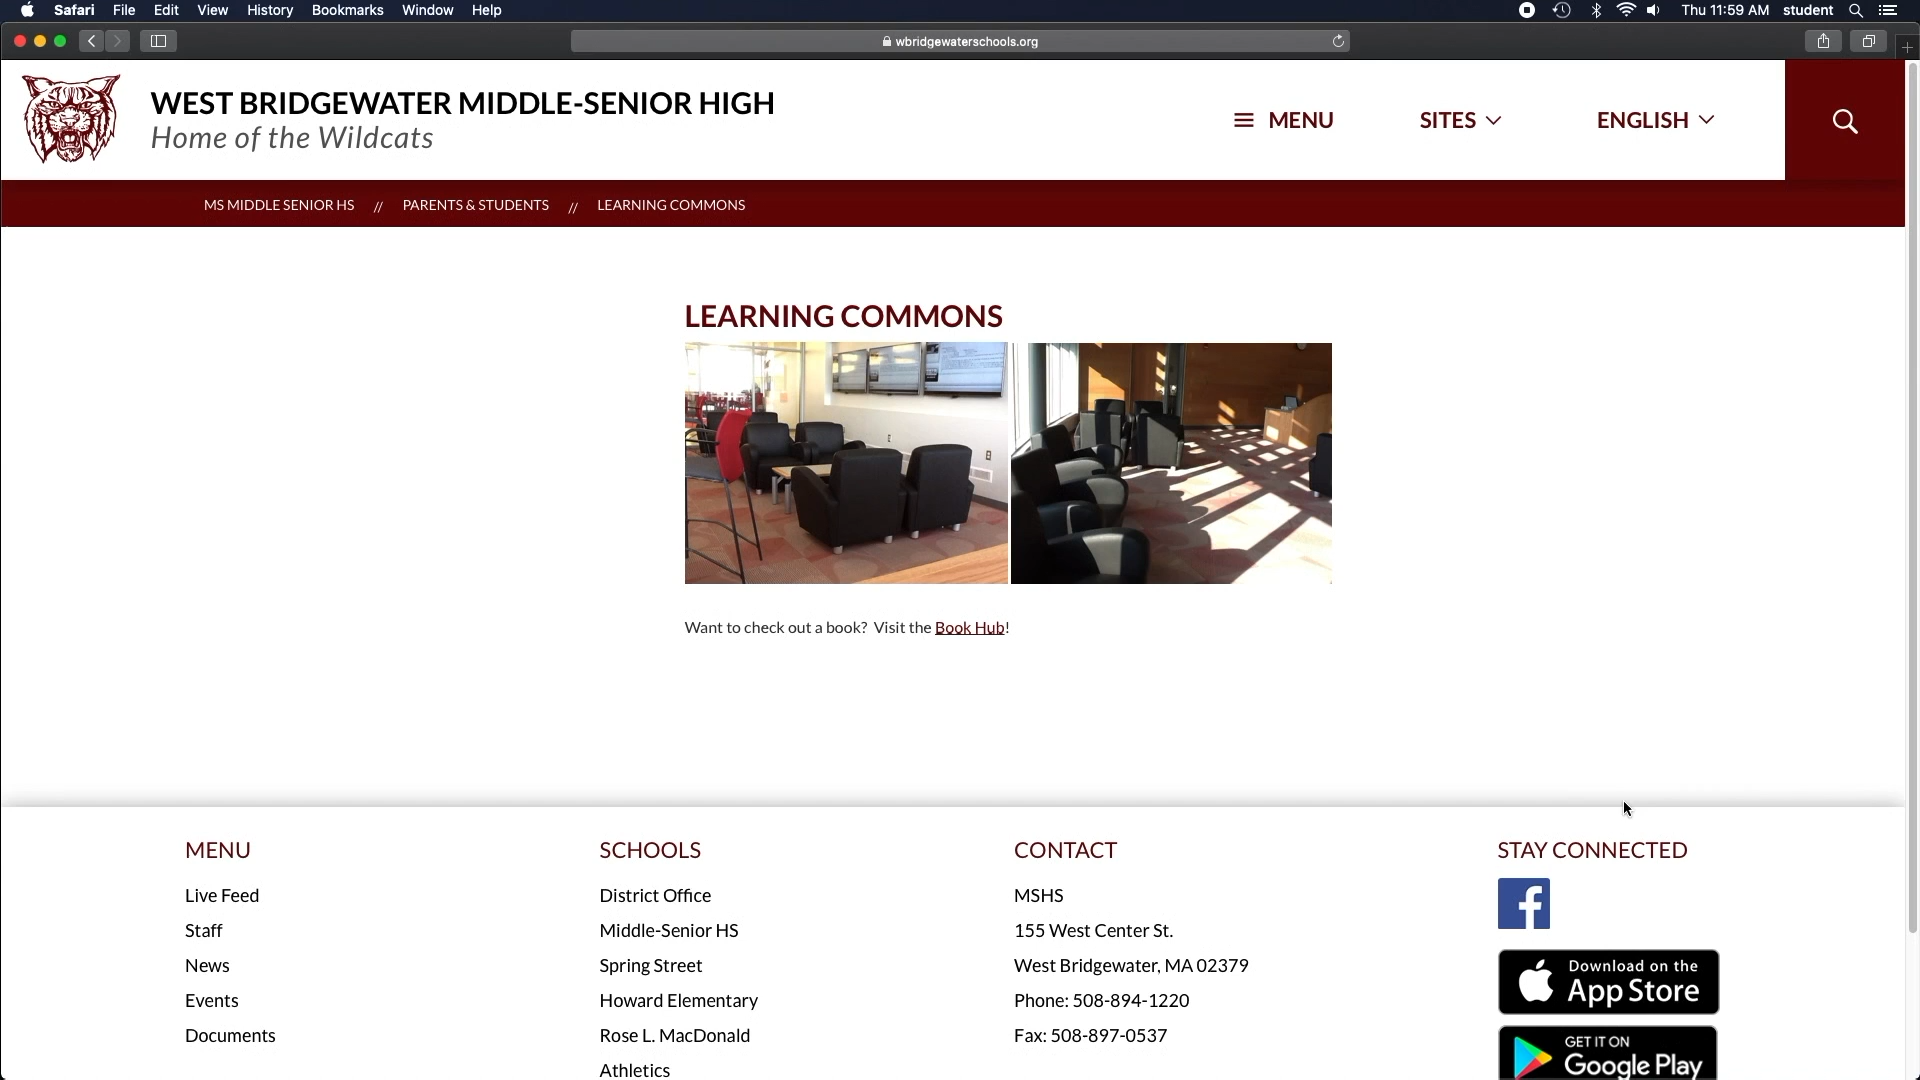 Safari File Edit View History Bookmarks Window Help Thu 11:59 AM student
wbridgewaterschools.org
WEST BRIDGEWATER MIDDLE-SENIOR HIGH
Home of the Wildcats
MENU SITES ENGLISH
MS MIDDLE SENIOR HS // PARENTS & STUDENTS // LEARNING COMMONS
LEARNING COMMONS
Want to check out a book? Visit the Book Hub!
MENU
Live Feed
Staff
News
Events
Documents
SCHOOLS
District Office
Middle-Senior HS
Spring Street
Howard Elementary
Rose L. MacDonald
Athletics
CONTACT
MSHS
155 West Center St.
West Bridgewater, MA 02379
Phone: 508-894-1220
Fax: 508-897-0537
STAY CONNECTED
Download on the
App Store
GET IT ON
Google Play